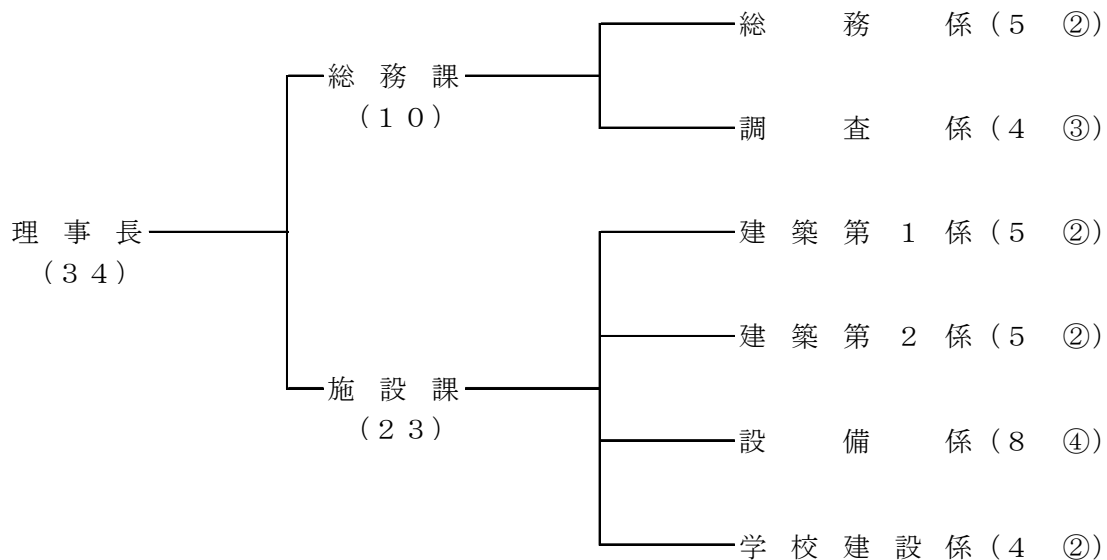 総務係(5 ②)
総務課
(10)
調査係(4 ③)
理事長
(34)
建築第1係(5 ②)
建築第2係(5 ②)
施設課
(23)
設備係(8 ④)
学校建設係(4 ②)